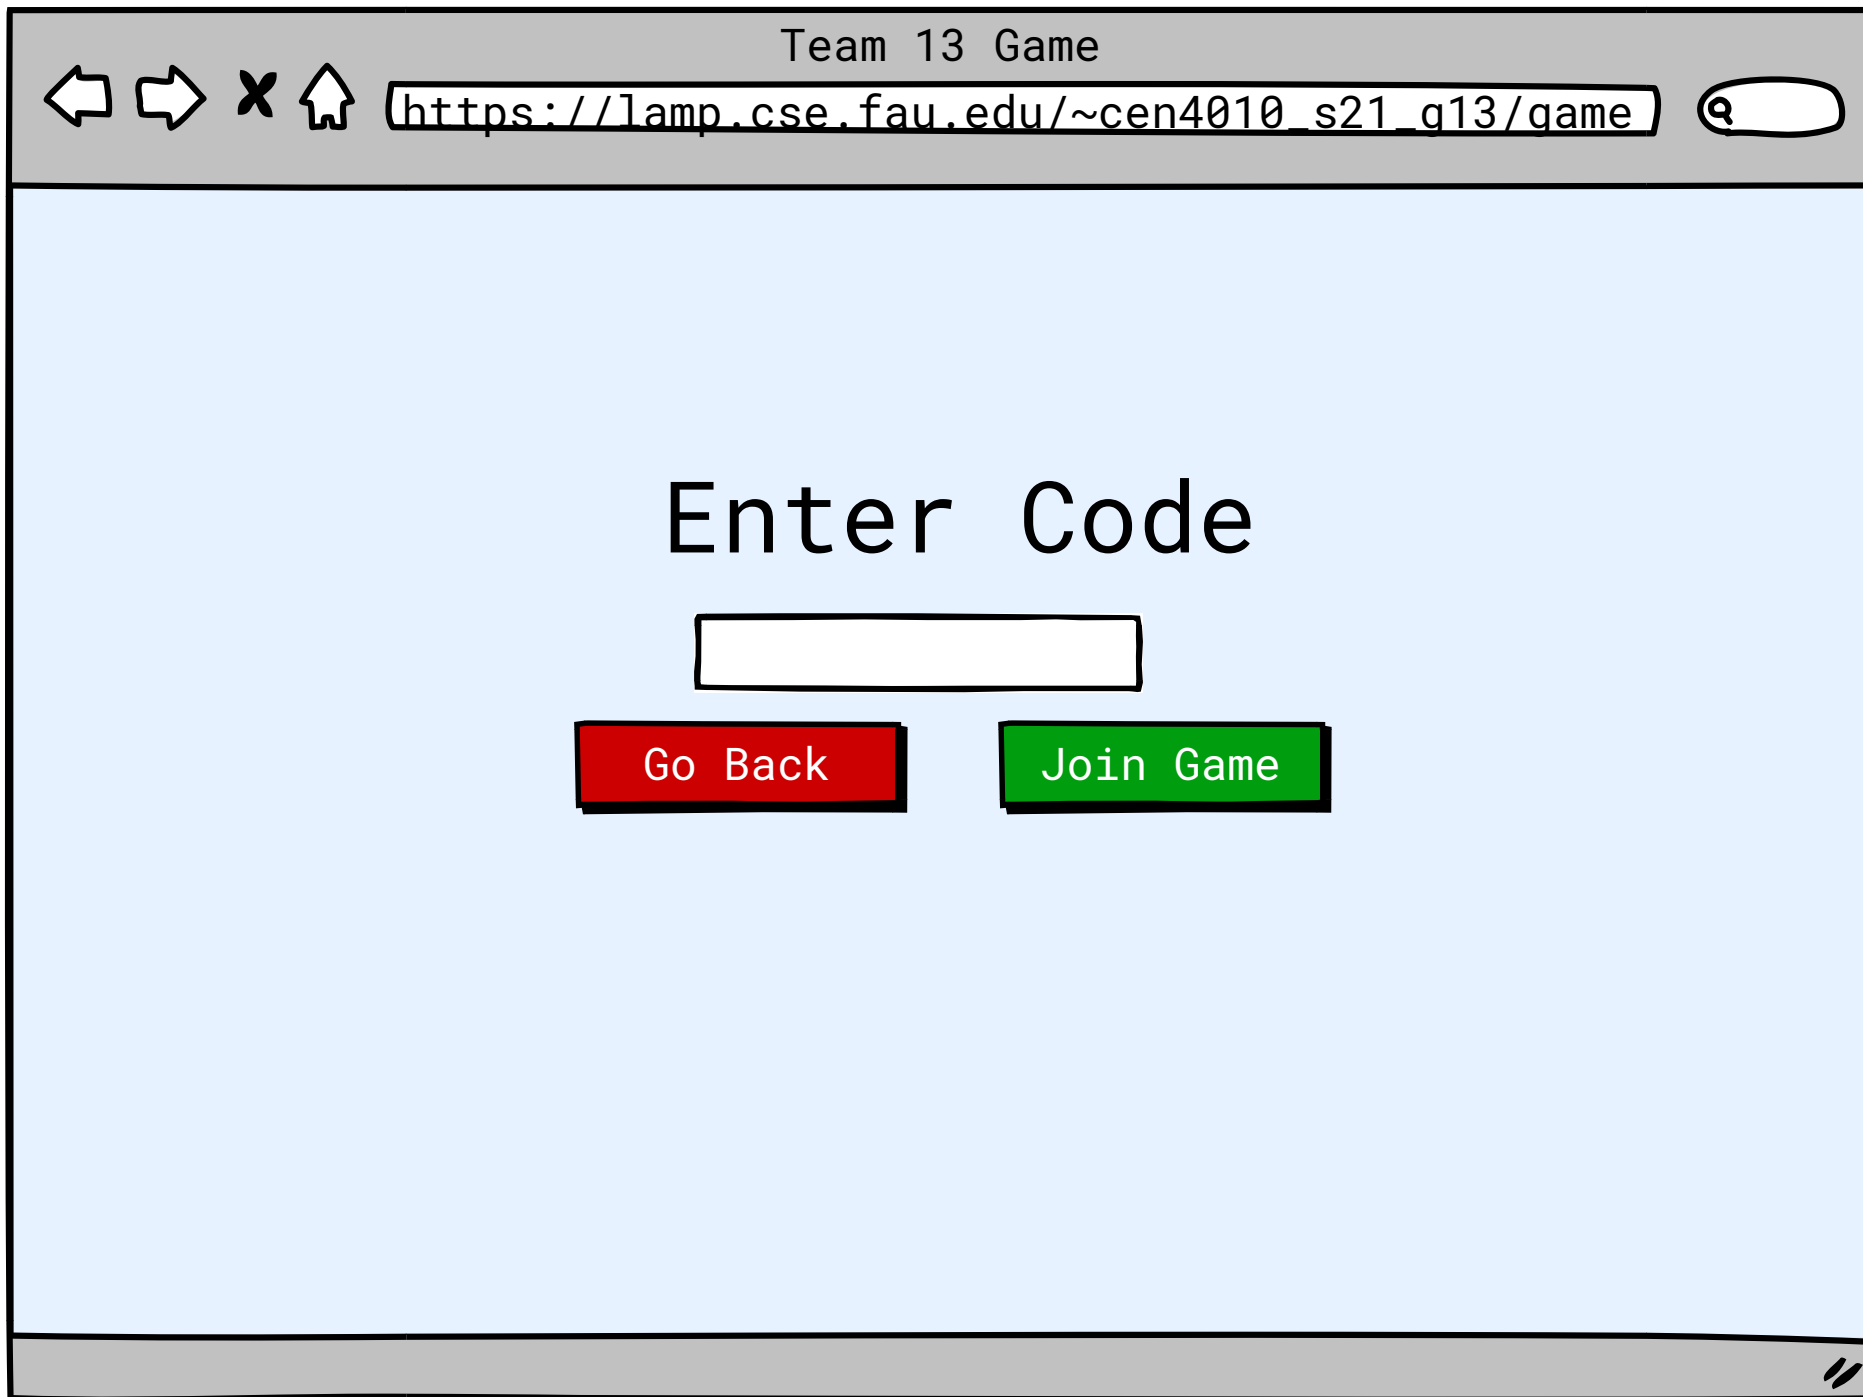 Team 13 Game
https://lamp.cse.fau.edu/~cen4010_s21_g13/game
Enter Code
Go Back
Join Game